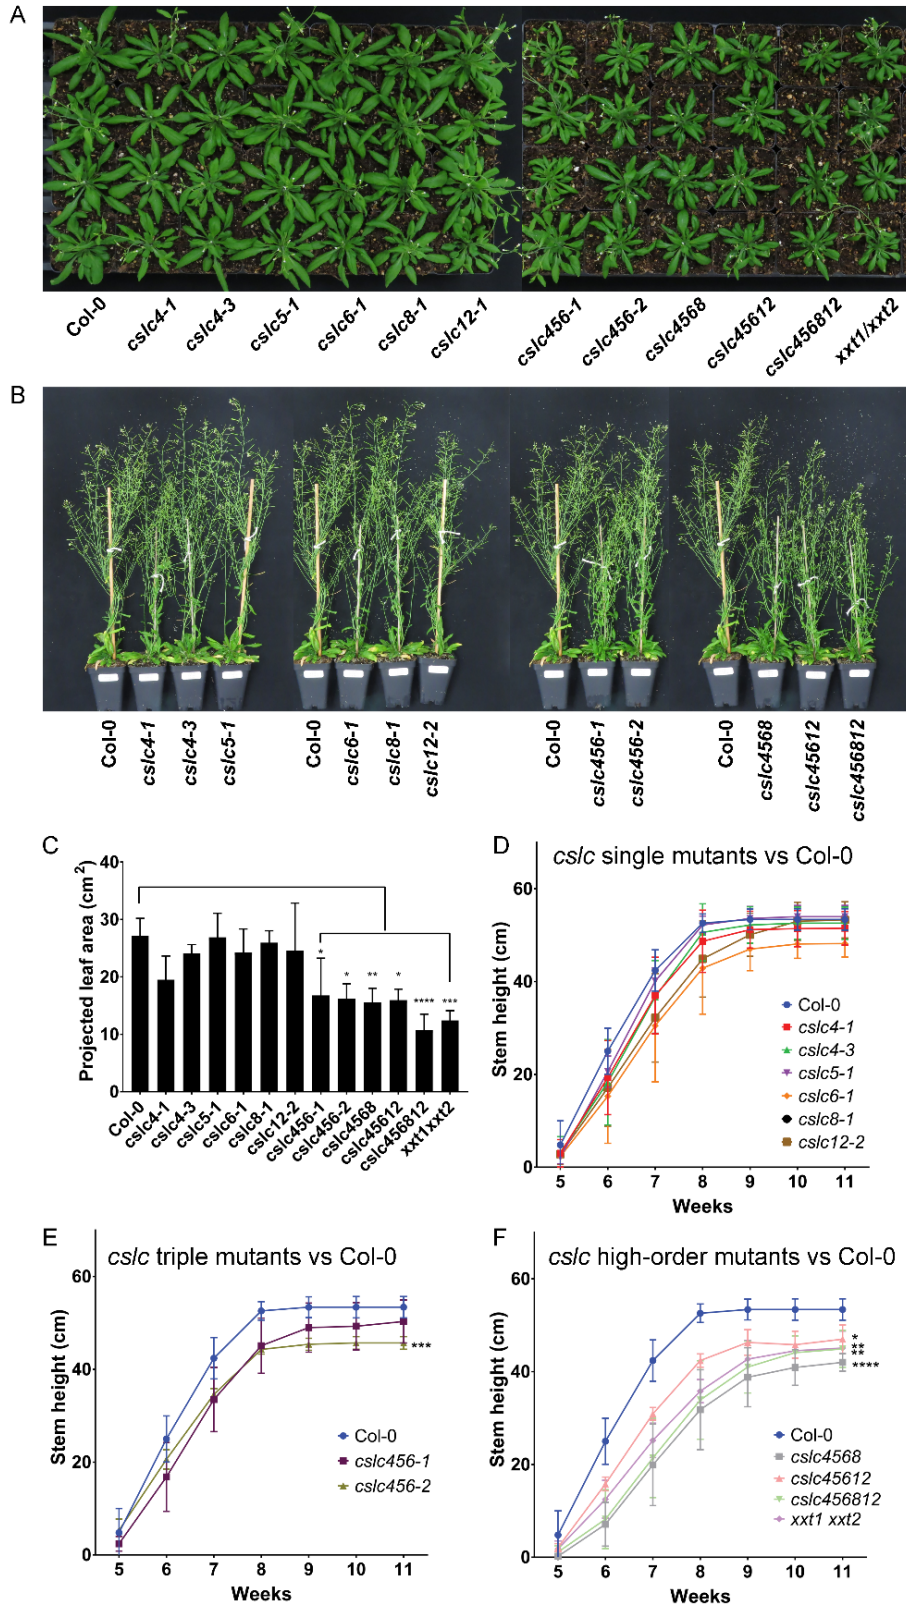 A
Col-0
cslc4-1
cslc4-3
cslc5-1
cslc6-1
cslc8-1
cslc12-1
cslc456-1
cslc456-2
cslc4568
cslc45612
cslc456812
xxt1/xxt2
B
Col-0
cslc4-1
cslc4-3
cslc5-1
Col-0
cslc6-1
cslc8-1
cslc12-2
Col-0
cslc456-1
cslc456-2
Col-0
cslc4568
cslc45612
cslc456812
C
Projected leaf area (cm2)
40
30
20
10
0
* * ** * **** ***
Col-0
cslc4-1
cslc4-3
cslc5-1
cslc6-1
cslc8-1
cslc12-2
cslc456-1
cslc456-2
cslc4568
cslc45612
cslc456812
xxt1xxt2
D
cslc single mutants vs Col-0
Stem height (cm)
60
40
20
0
Col-0
cslc4-1
cslc4-3
cslc5-1
cslc6-1
cslc8-1
cslc12-2
5 6 7 8 9 10 11
Weeks
E
cslc triple mutants vs Col-0
Stem height (cm)
60
40
20
0
***
Col-0
cslc456-1
cslc456-2
5 6 7 8 9 10 11
Weeks
F
cslc high-order mutants vs Col-0
Stem height (cm)
60
40
20
0
*
**
**
****
Col-0
cslc4568
cslc45612
cslc456812
xxt1 xxt2
5 6 7 8 9 10 11
Weeks